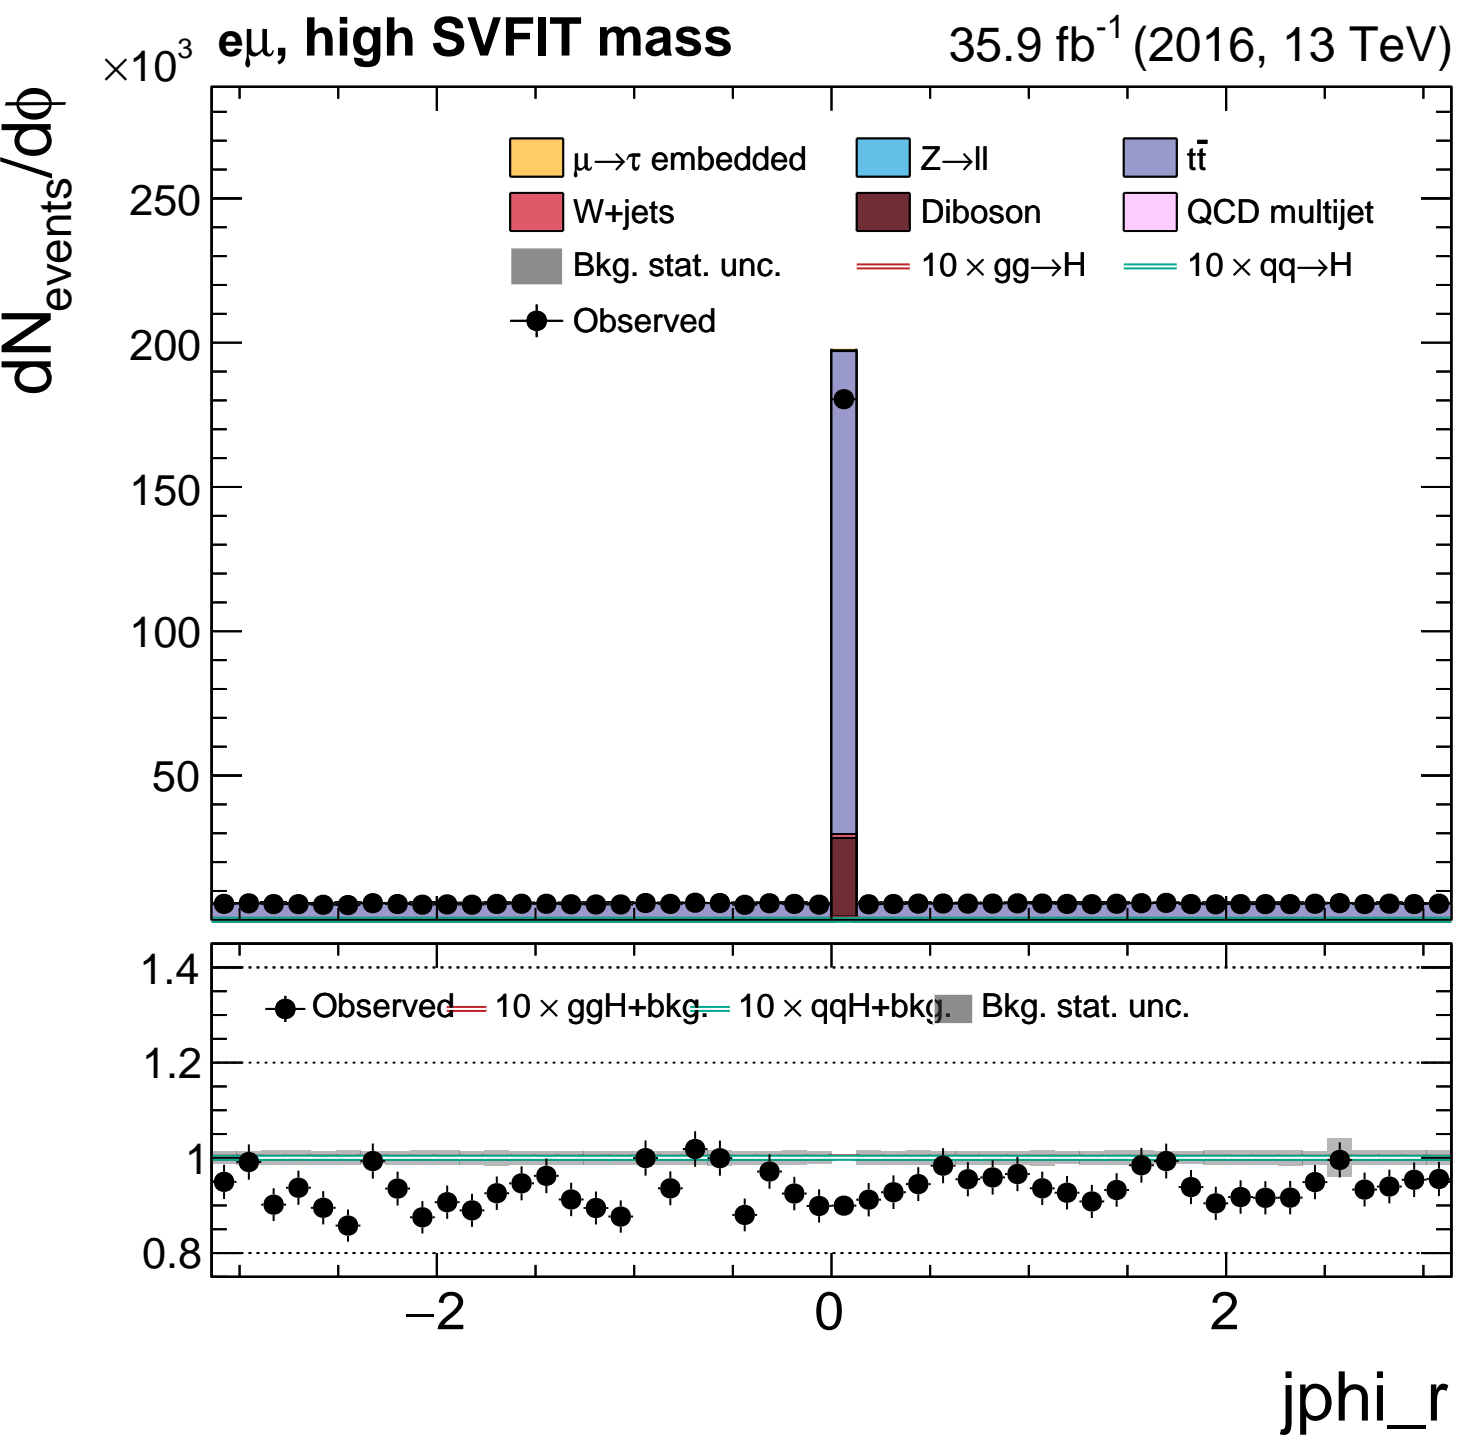 eμ, high SVFIT mass 35.9 fb⁻¹ (2016, 13 TeV)
×10³
dN_events/dϕ
μ→τ embedded Z→ll tt̄
W+jets Diboson QCD multijet
Bkg. stat. unc. 10 × gg→H 10 × qq→H
Observed
250
200
150
100
50
1.4
Observed 10 × ggH+bkg. 10 × qqH+bkg. Bkg. stat. unc.
1.2
1
0.8
−2 0 2
jphi_r